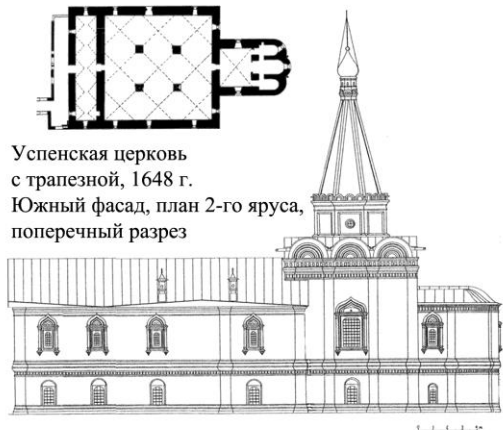 Успенская церковь
с трапезной, 1648 г.
Южный фасад, план 2-го яруса,
поперечный разрез